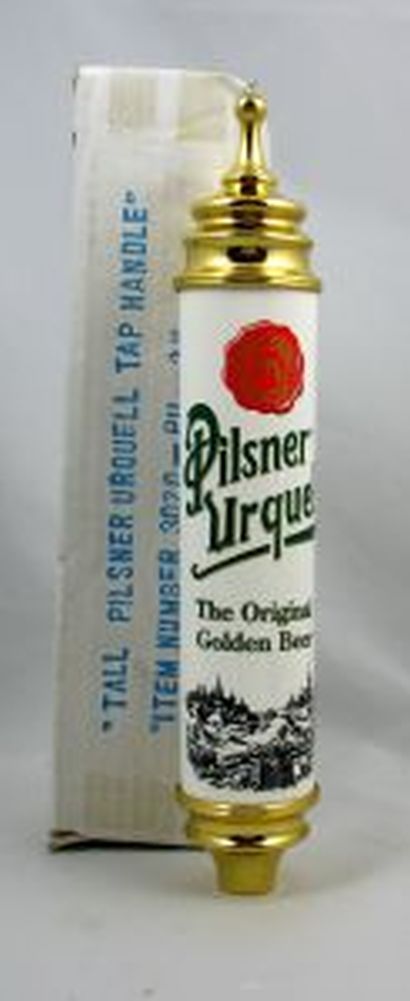 "TALL PILSNER URQUELL TAP HANDLE"
"ITEM NUMBER
Pilsner
Urque
The Original
Golden Beer